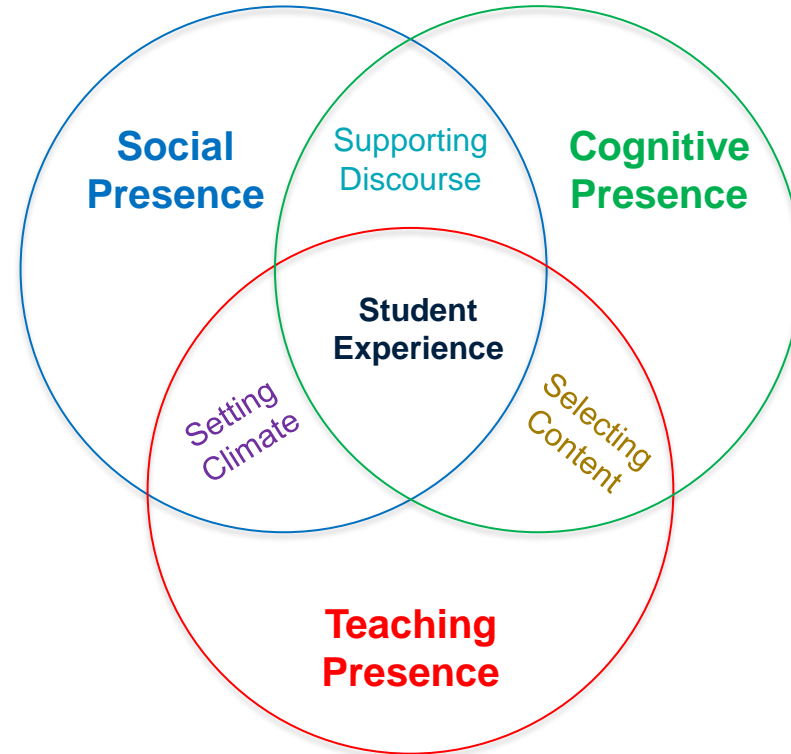 Social
Presence
Supporting
Discourse
Cognitive
Presence
Student
Experience
Setting
Climate
Selecting
Content
Teaching
Presence